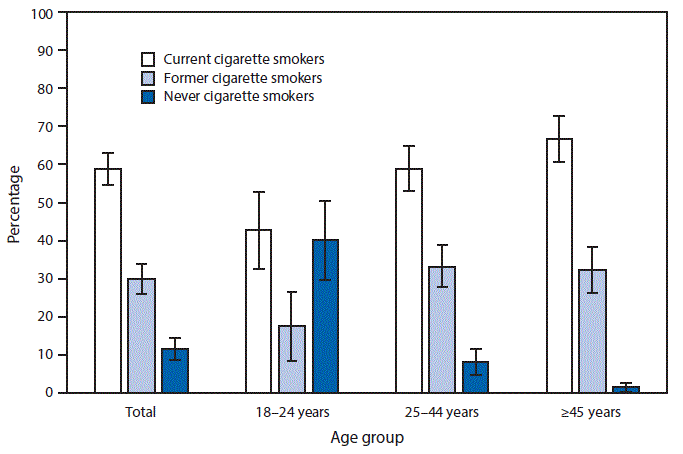 100
90
80
70
60
50
40
30
20
10
0
Percentage
Current cigarette smokers
Former cigarette smokers
Never cigarette smokers
Total
18–24 years
25–44 years
≥45 years
Age group